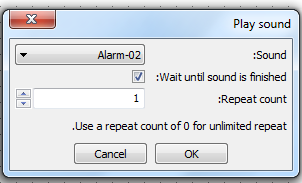 Play sound
:Sound Alarm-02
:Wait until sound is finished
:Repeat count 1
.Use a repeat count of 0 for unlimited repeat
OK Cancel